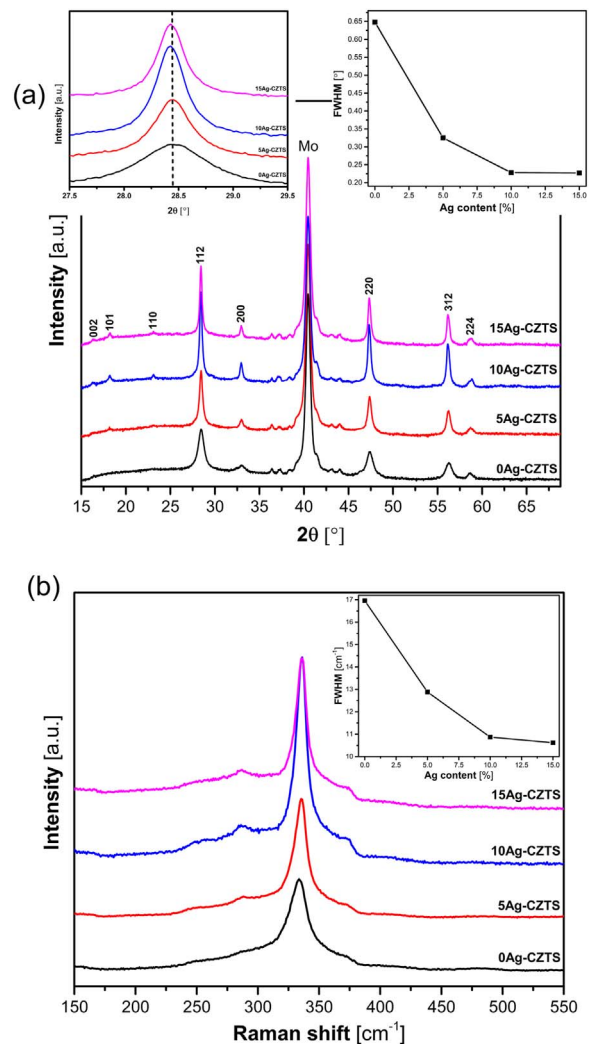 (a)
Intensity [a.u.]
15Ag-CZTS
10Ag-CZTS
5Ag-CZTS
0Ag-CZTS
27.5 28.0 28.5 29.0 29.5
2θ [°]
FWHM [°]
0.65
0.60
0.55
0.50
0.45
0.40
0.35
0.30
0.25
0.20
0.0 2.5 5.0 7.5 10.0 12.5 15.0
Ag content [%]
Intensity [a.u.]
Mo
002
101
110
112
200
220
312
224
15Ag-CZTS
10Ag-CZTS
5Ag-CZTS
0Ag-CZTS
15 20 25 30 35 40 45 50 55 60 65
2θ [°]
(b)
FWHM [cm⁻¹]
17
16
15
14
13
12
11
10
0.0 2.5 5.0 7.5 10.0 12.5 15.0
Ag content [%]
Intensity [a.u.]
15Ag-CZTS
10Ag-CZTS
5Ag-CZTS
0Ag-CZTS
150 200 250 300 350 400 450 500 550
Raman shift [cm⁻¹]